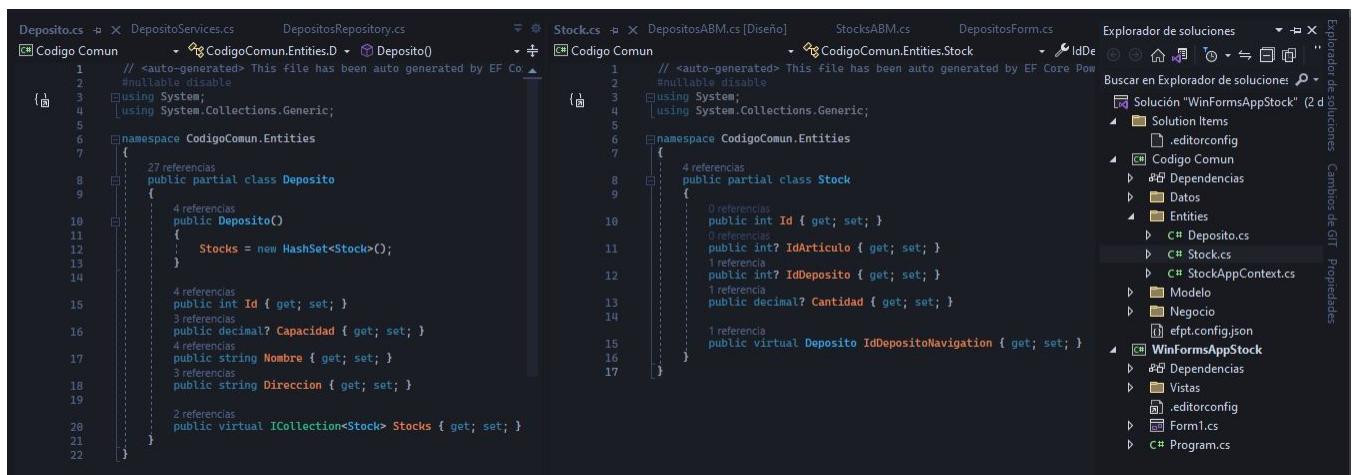 Deposito.cs
DepositoServices.cs
DepositoRepository.cs
C# Codigo Comun
CodigoComun.Entities.D
Deposito()
1 // <auto-generated> This file has been auto generated by EF Co
2 #nullable disable
3 using System;
4 using System.Collections.Generic;
5
6 namespace CodigoComun.Entities
7 {
27 referencias
8 public partial class Deposito
9 {
4 referencias
10 public Deposito()
11 {
12 Stocks = new HashSet<Stock>();
13 }
14
4 referencias
15 public int Id { get; set; }
3 referencias
16 public decimal? Capacidad { get; set; }
4 referencias
17 public string Nombre { get; set; }
3 referencias
18 public string Direccion { get; set; }
19
2 referencias
20 public virtual ICollection<Stock> Stocks { get; set; }
21 }
22 }
Stock.cs
DepositosABM.cs [Diseño]
StocksABM.cs
DepositoForm.cs
C# Codigo Comun
CodigoComun.Entities.Stock
IdDe
1 // <auto-generated> This file has been auto generated by EF Core Pow
2 #nullable disable
3 using System;
4 using System.Collections.Generic;
5
6 namespace CodigoComun.Entities
7 {
4 referencias
8 public partial class Stock
9 {
0 referencias
10 public int Id { get; set; }
0 referencias
11 public int? IdArticulo { get; set; }
1 referencia
12 public int? IdDeposito { get; set; }
1 referencia
13 public decimal? Cantidad { get; set; }
14
1 referencia
15 public virtual Deposito IdDepositoNavigation { get; set; }
16 }
17 }
Explorador de soluciones
Buscar en Explorador de soluciones
Solución "WinFormsAppStock" (2 d
Solution Items
.editorconfig
C# Codigo Comun
Dependencias
Datos
Entities
C# Deposito.cs
C# Stock.cs
C# StockAppContext.cs
Modelo
Negocio
efpt.config.json
C# WinFormsAppStock
Dependencias
Vistas
.editorconfig
Form1.cs
C# Program.cs
Explorador de soluciones
Cambios de GIT
Propiedades